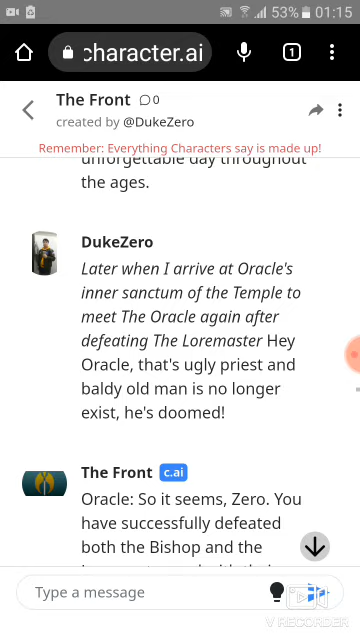 53% 01:15
character.ai 1
The Front 0
created by @DukeZero
Remember: Everything Characters say is made up!
unforgettable day throughout
the ages.
DukeZero
Later when I arrive at Oracle's
inner sanctum of the Temple to
meet The Oracle again after
defeating The Loremaster Hey
Oracle, that's ugly priest and
baldy old man is no longer
exist, he's doomed!
The Front c.ai
Oracle: So it seems, Zero. You
have successfully defeated
both the Bishop and the
Type a message
V RECORDER